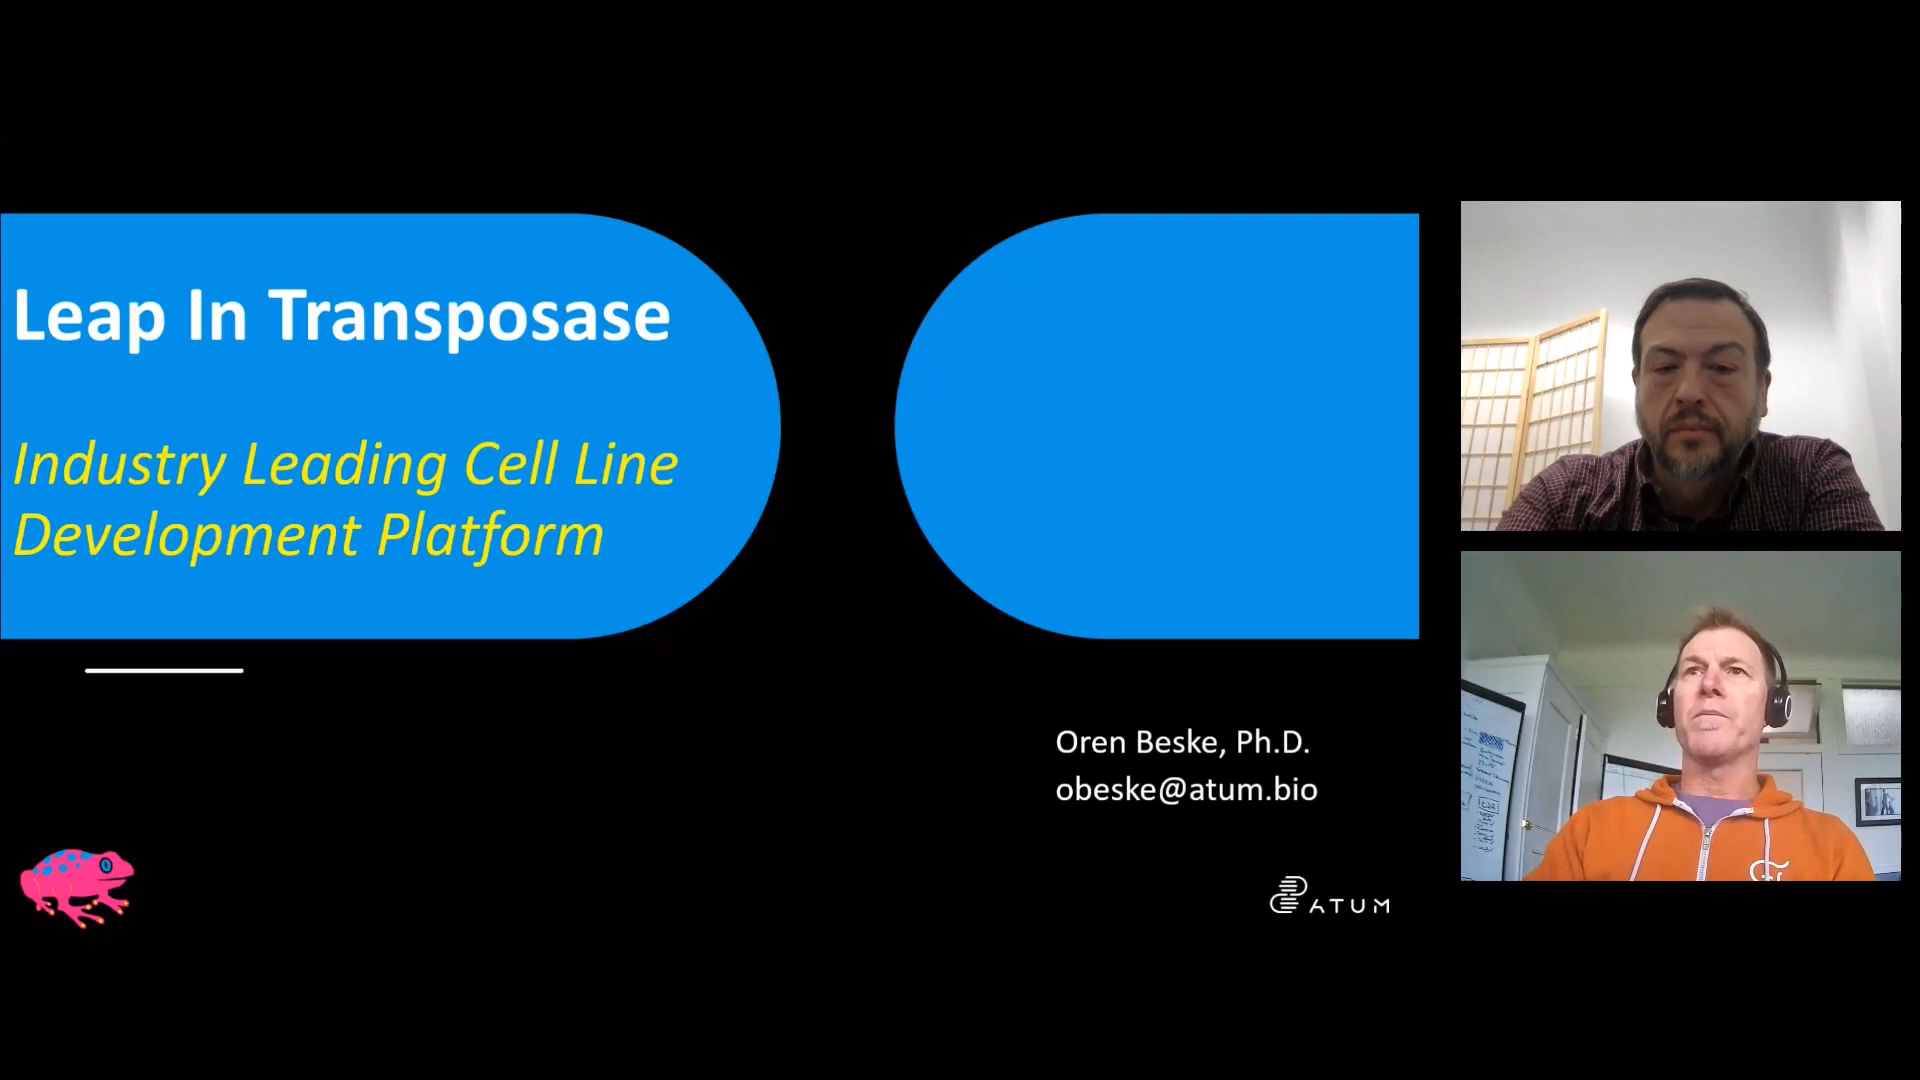 Leap In Transposase
Industry Leading Cell Line
Development Platform
Oren Beske, Ph.D.
obeske@atum.bio
ATUM